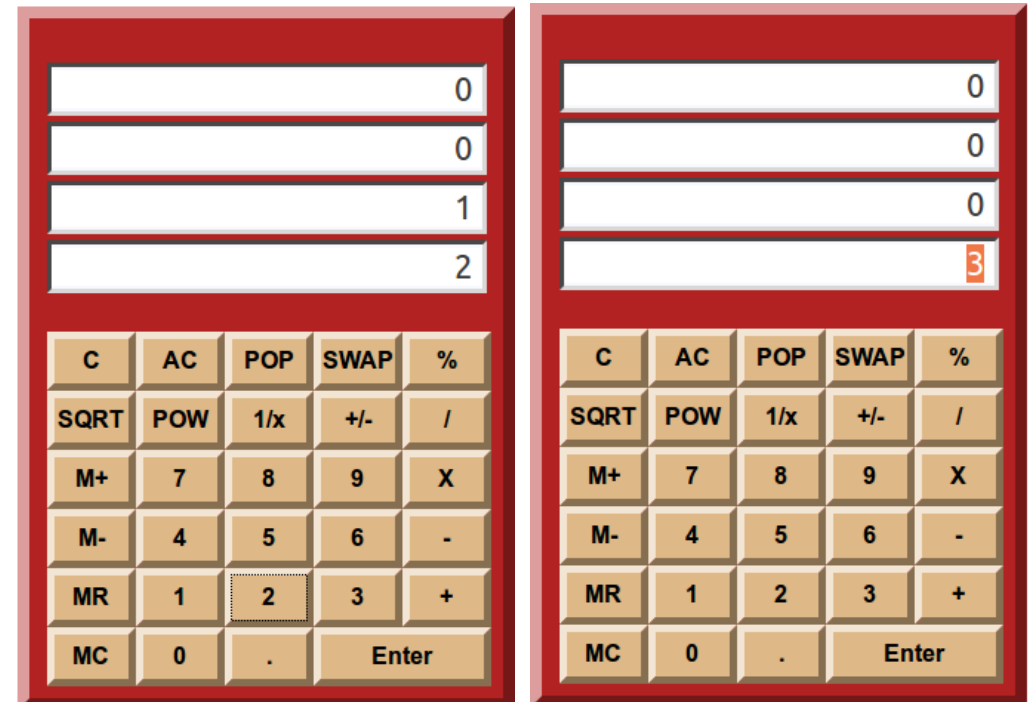 0
0
1
2
C AC POP SWAP %
SQRT POW 1/x +/- /
M+ 7 8 9 X
M- 4 5 6 -
MR 1 2 3 +
MC 0 . Enter
0
0
0
3
C AC POP SWAP %
SQRT POW 1/x +/- /
M+ 7 8 9 X
M- 4 5 6 -
MR 1 2 3 +
MC 0 . Enter